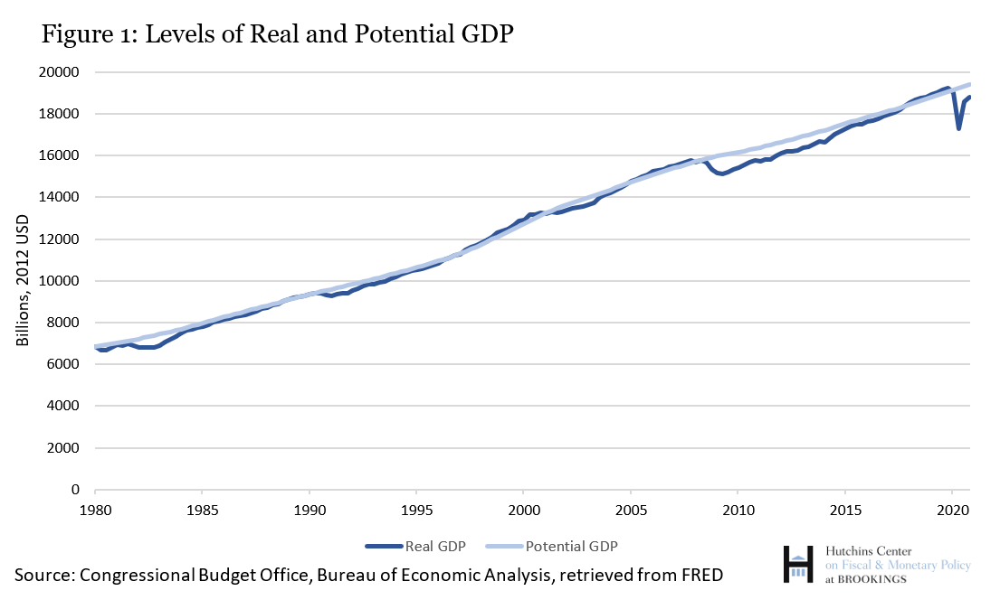 Figure 1: Levels of Real and Potential GDP
Billions, 2012 USD
20000
18000
16000
14000
12000
10000
8000
6000
4000
2000
0
1980 1985 1990 1995 2000 2005 2010 2015 2020
Real GDP Potential GDP
Source: Congressional Budget Office, Bureau of Economic Analysis, retrieved from FRED
H
Hutchins Center
on Fiscal & Monetary Policy
at BROOKINGS